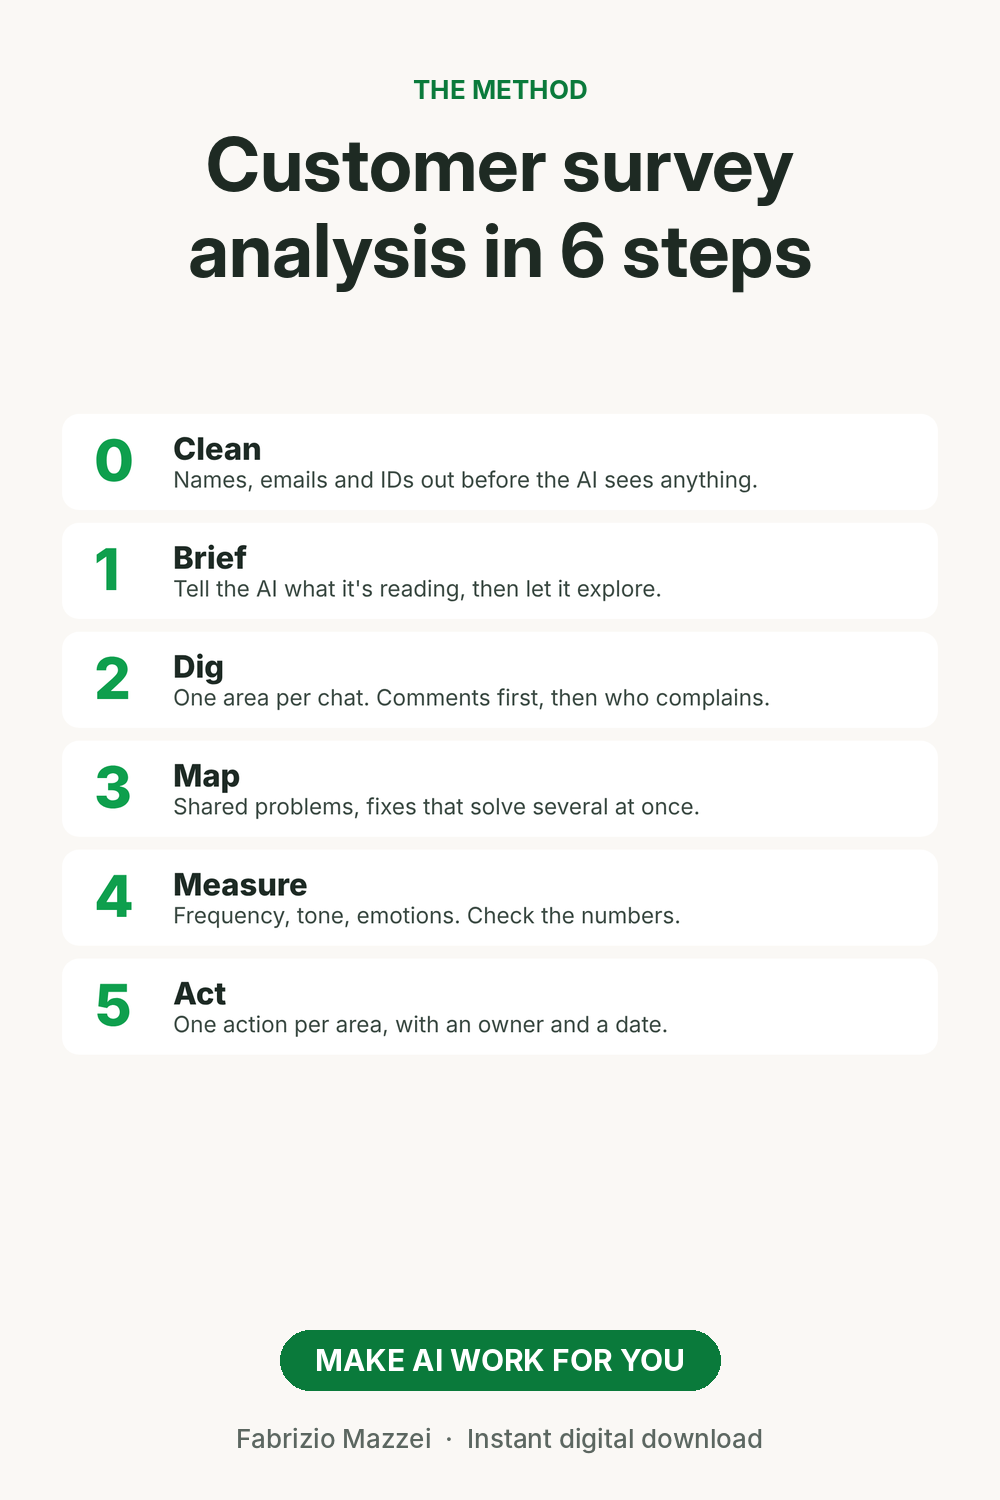 THE METHOD
Customer survey
analysis in 6 steps
0
Clean
Names, emails and IDs out before the AI sees anything.
1
Brief
Tell the AI what it's reading, then let it explore.
2
Dig
One area per chat. Comments first, then who complains.
3
Map
Shared problems, fixes that solve several at once.
4
Measure
Frequency, tone, emotions. Check the numbers.
5
Act
One action per area, with an owner and a date.
MAKE AI WORK FOR YOU
Fabrizio Mazzei · Instant digital download